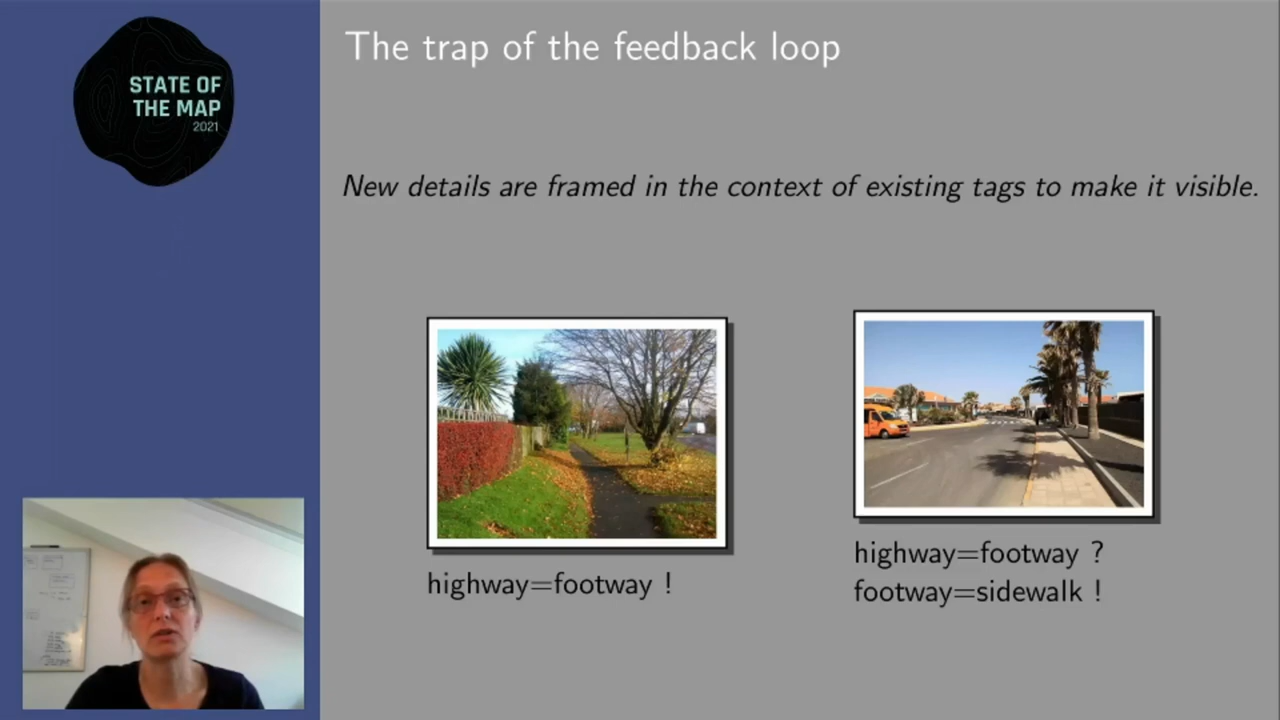 STATE OF
THE MAP
2021
The trap of the feedback loop
New details are framed in the context of existing tags to make it visible.
highway=footway !
highway=footway ?
footway=sidewalk !